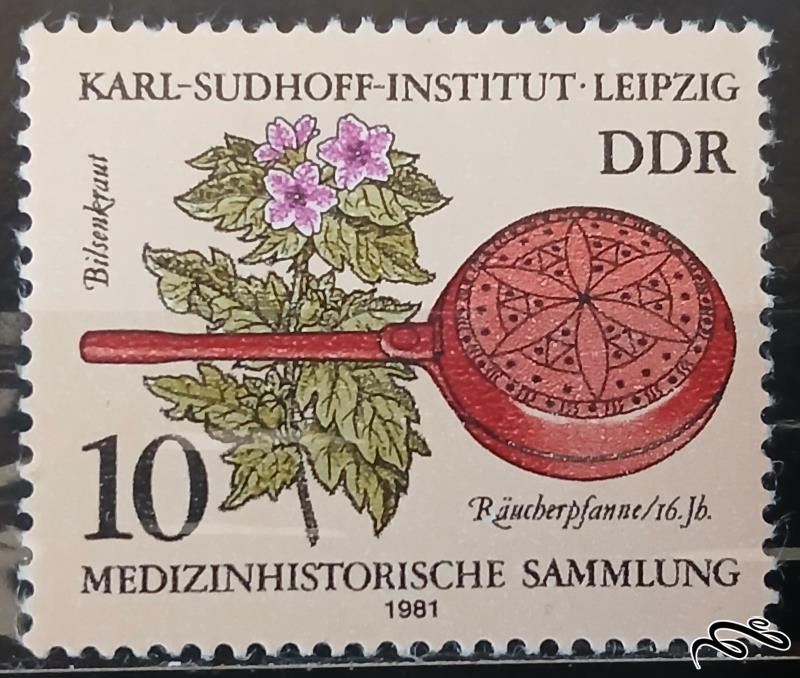 KARL-SUDHOFF-INSTITUT·LEIPZIG
DDR
Bilsenkraut
10
Räucherpfanne/16.Jh.
MEDIZINHISTORISCHE SAMMLUNG
1981